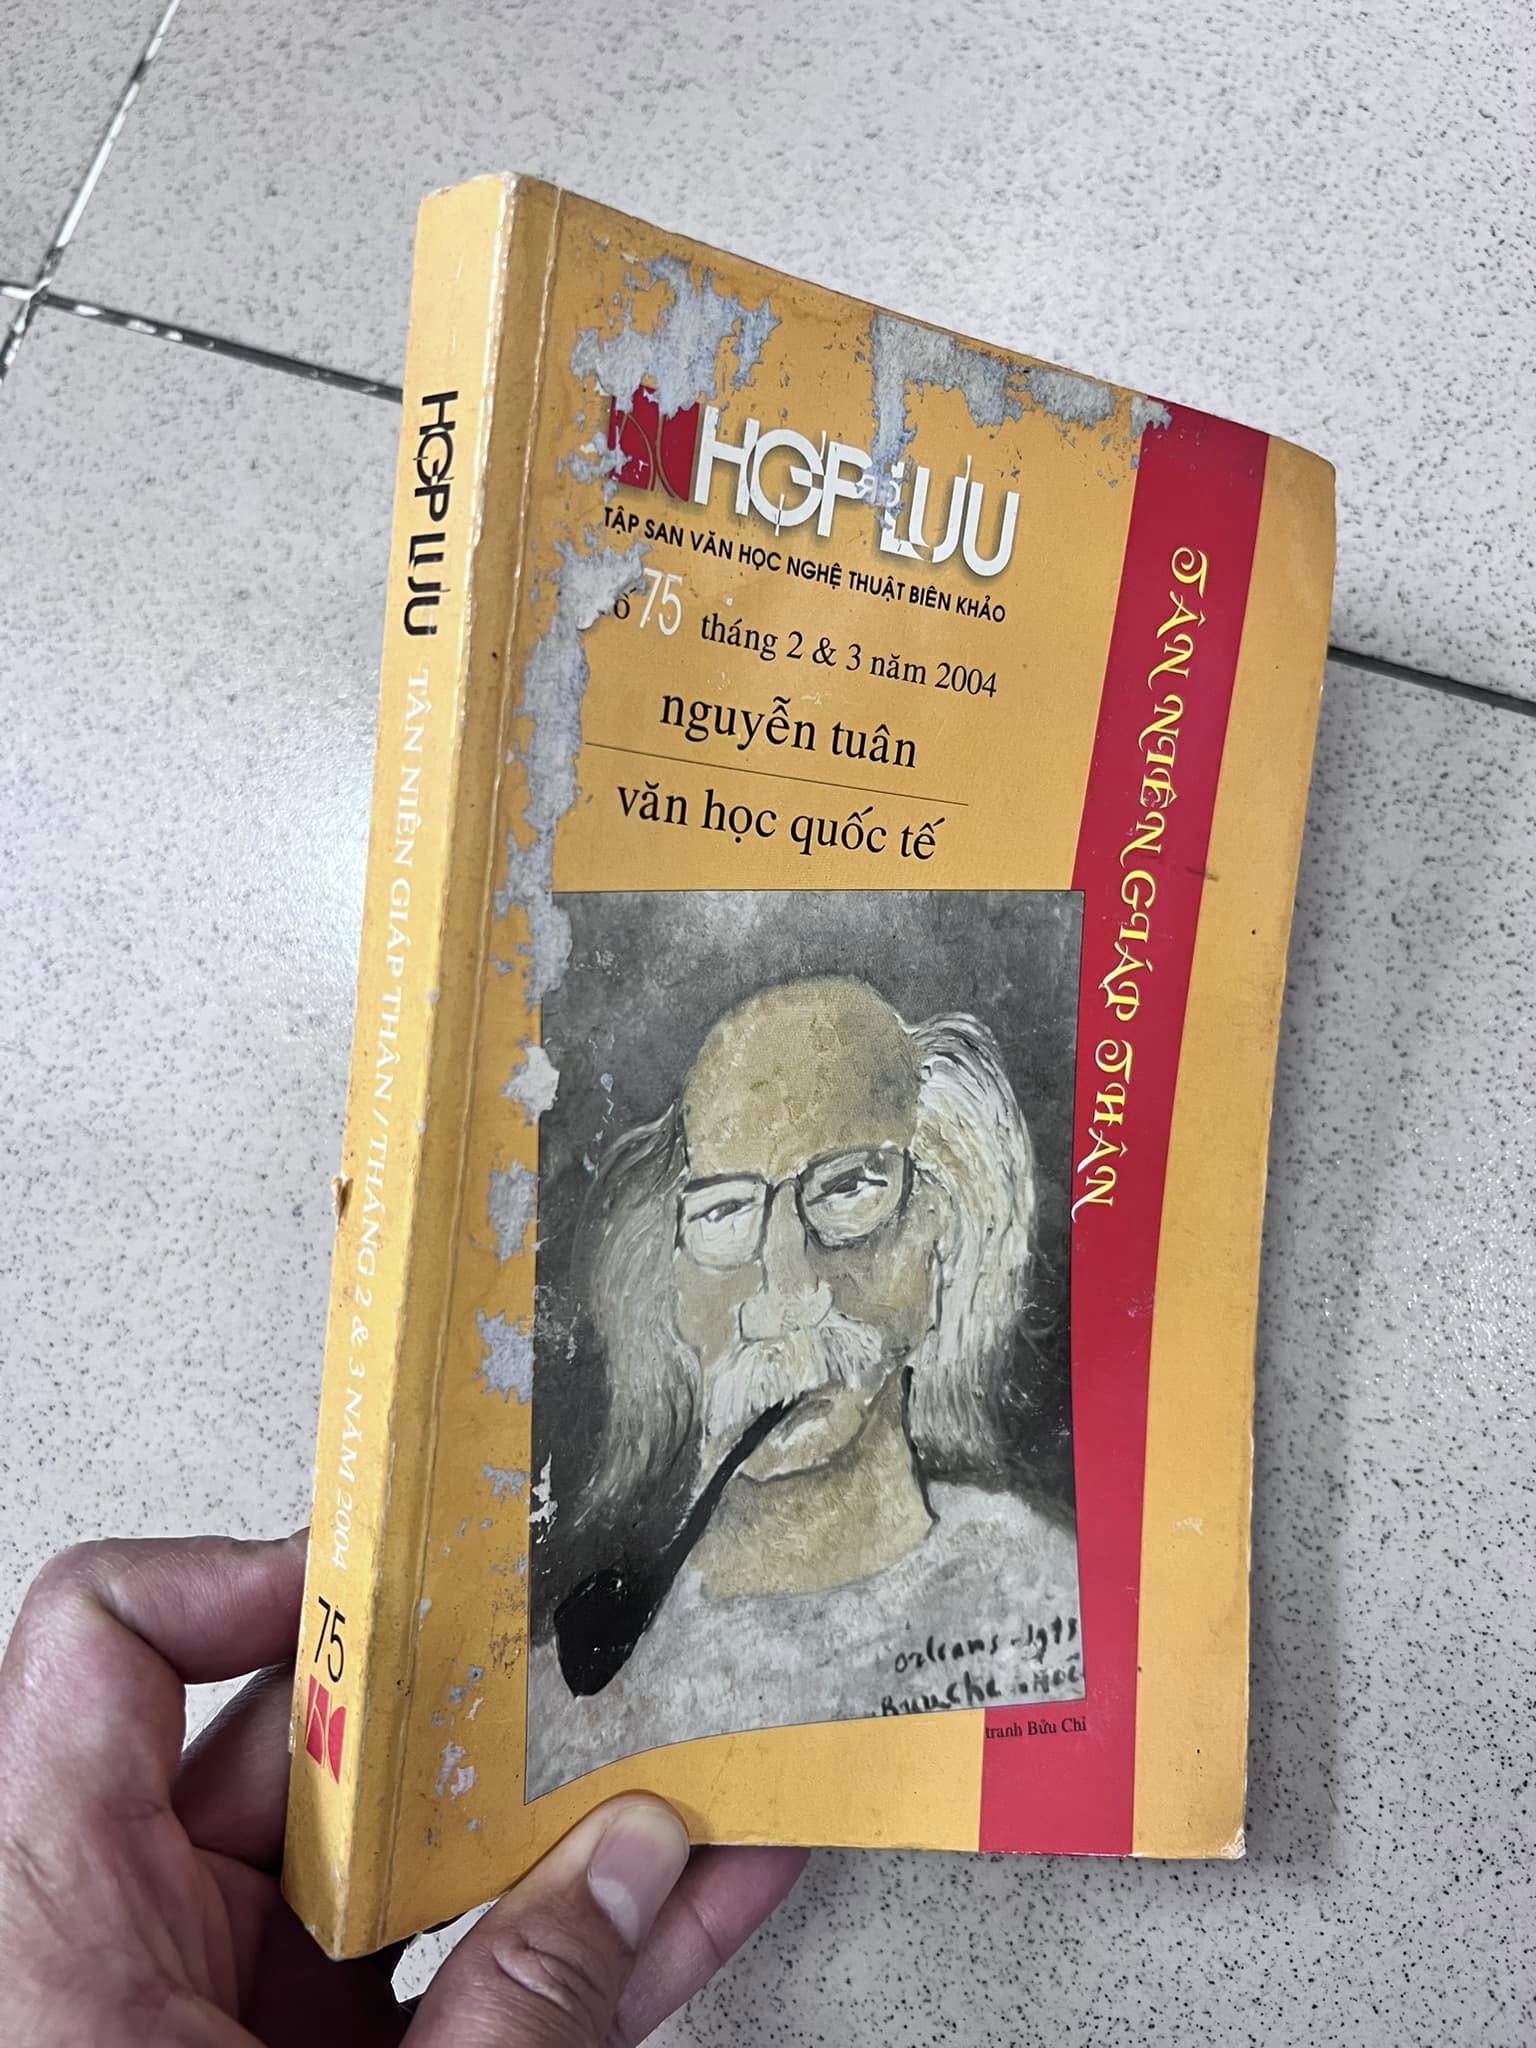 HỢP LƯU
TẬP SAN VĂN HỌC NGHỆ THUẬT BIÊN KHẢO
75 tháng 2 & 3 năm 2004
nguyễn tuân
văn học quốc tế
TÂN NIÊN GIÁP THÂN
Orleans - 1975
tranh Bửu Chỉ
HỢP LƯU TÂN NIÊN GIÁP THÂN / THÁNG 2 & 3 NĂM 2004 75